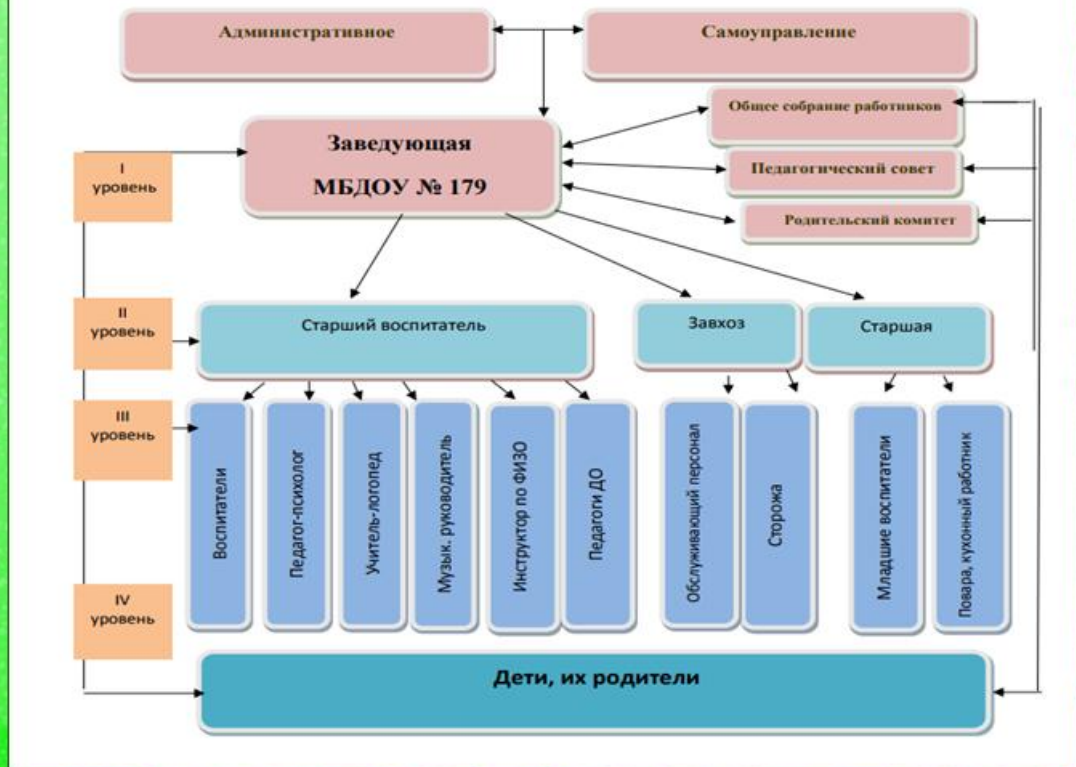 Административное
Самоуправление
Общее собрание работников
Заведующая
МБДОУ № 179
Педагогический совет
Родительский комитет
I
уровень
II
уровень
Старший воспитатель
Завхоз
Старшая
III
уровень
Воспитатели
Педагог-психолог
Учитель-логопед
Музык. руководитель
Инструктор по ФИЗО
Педагоги ДО
Обслуживающий персонал
Сторожа
Младшие воспитатели
Повара, кухонный работник
IV
уровень
Дети, их родители